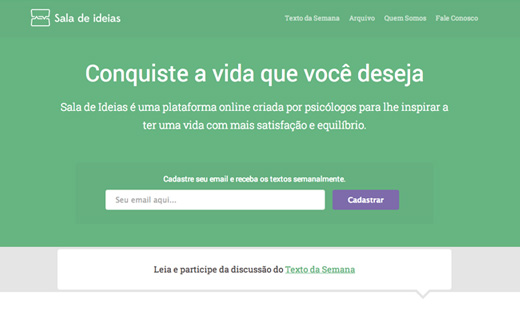 Sala de ideias
Texto da Semana Arquivo Quem Somos Fale Conosco
Conquiste a vida que você deseja
Sala de Ideias é uma plataforma online criada por psicólogos para lhe inspirar a
ter uma vida com mais satisfação e equilíbrio.
Cadastre seu email e receba os textos semanalmente.
Seu email aqui...
Cadastrar
Leia e participe da discussão do Texto da Semana